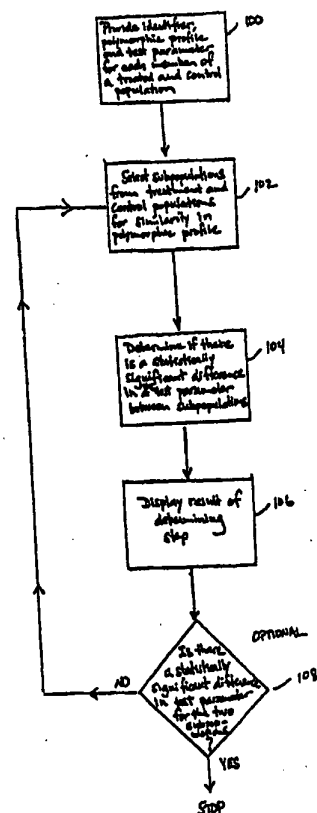 Provide identifier,
polymorphic profile
and test parameter
for each member of
a treated and control
population
100
Select subpopulations
from treatment and
control populations
for similarity in
polymorphic profile
102
Determine if there
is a statistically
significant difference
in a test parameter
between subpopulations
104
Display result of
determining
step
106
OPTIONAL
Is there
a statistically
significant difference
in test parameter
for the two
subpop-
ulations
?
108
NO
YES
STOP